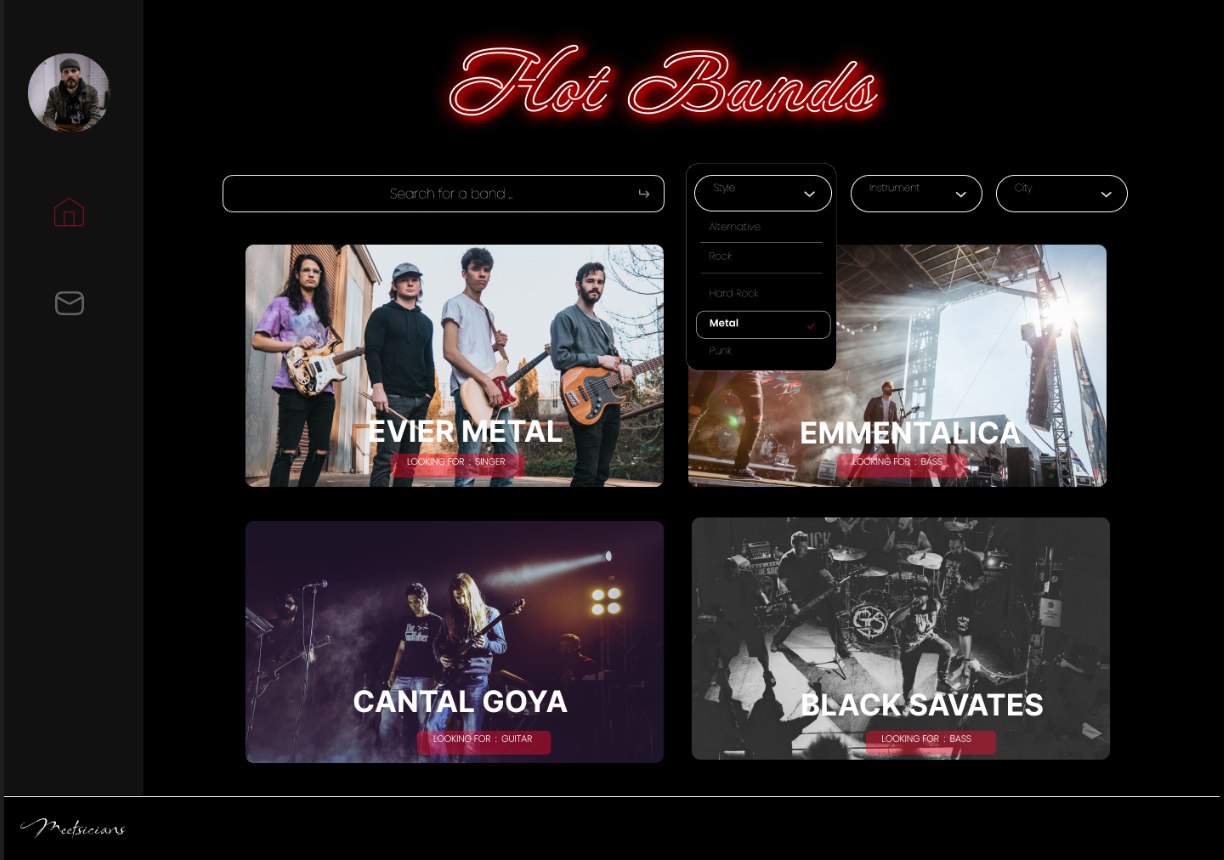 Hot Bands
Search for a band ..
Style
Instrument
City
Alternative
Rock
Hard Rock
Metal
Punk
EVIER METAL
LOOKING FOR : SINGER
EMMENTALICA
LOOKING FOR : BASS
CANTAL GOYA
LOOKING FOR : GUITAR
BLACK SAVATES
LOOKING FOR : BASS
Meetsicians